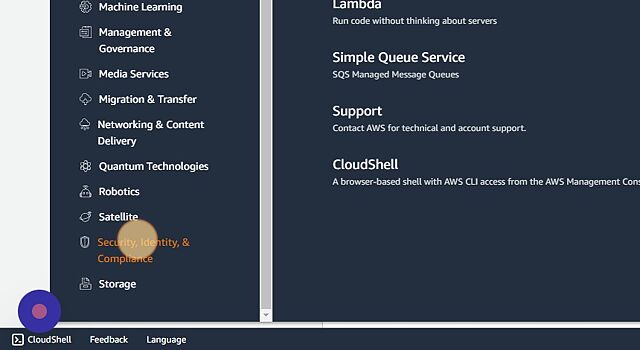 Machine Learning
Management &
Governance
Media Services
Migration & Transfer
Networking & Content
Delivery
Quantum Technologies
Robotics
Satellite
Security, Identity, &
Compliance
Storage
Lambda
Run code without thinking about servers
Simple Queue Service
SQS Managed Message Queues
Support
Contact AWS for technical and account support.
CloudShell
A browser-based shell with AWS CLI access from the AWS Management Cons
CloudShell Feedback Language